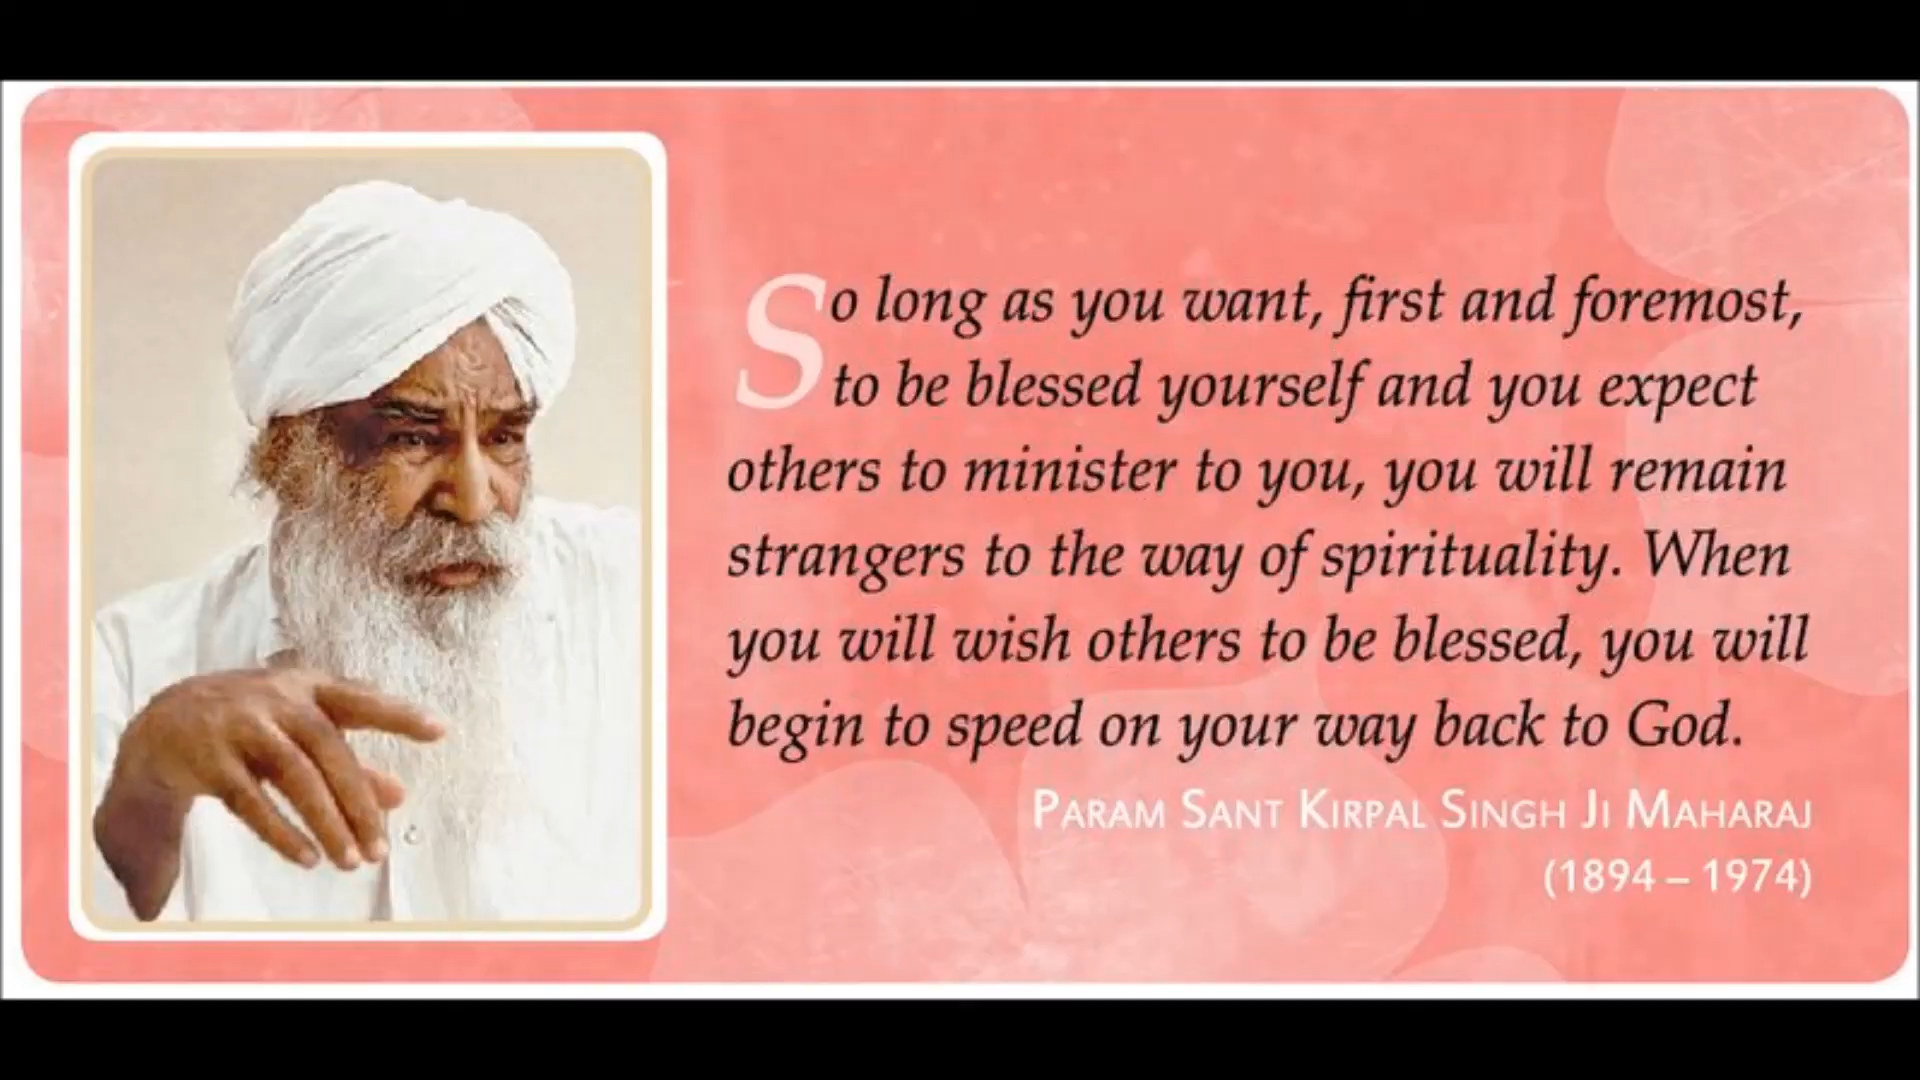 So long as you want, first and foremost,
to be blessed yourself and you expect
others to minister to you, you will remain
strangers to the way of spirituality. When
you will wish others to be blessed, you will
begin to speed on your way back to God.
PARAM SANT KIRPAL SINGH JI MAHARAJ
(1894 – 1974)